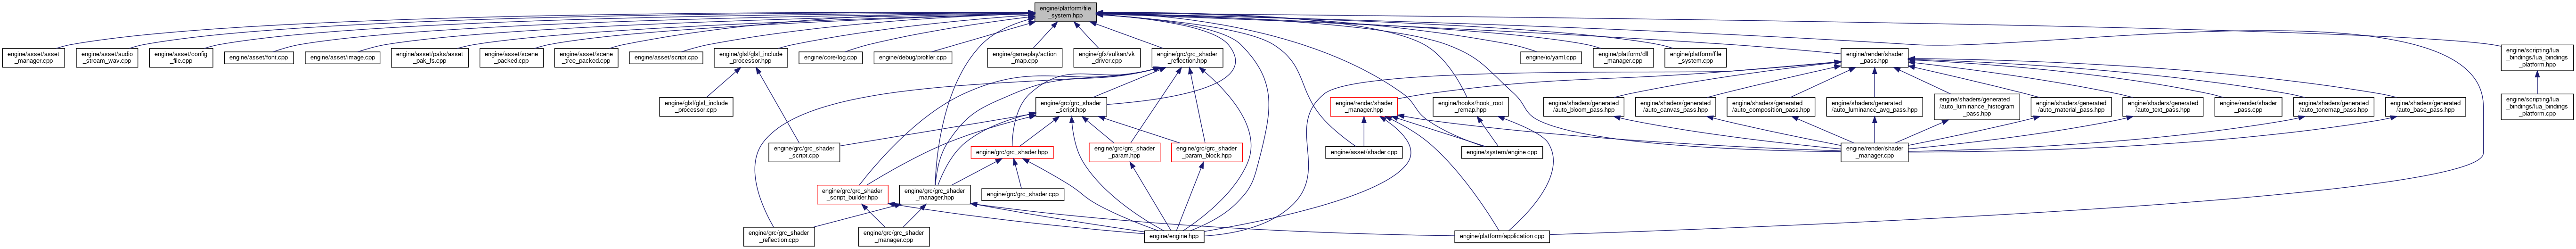 engine/platform/file
_system.hpp
engine/asset/asset
_manager.cpp
engine/asset/audio
_stream_wav.cpp
engine/asset/config
_file.cpp
engine/asset/font.cpp
engine/asset/image.cpp
engine/asset/paks/asset
_pak_fs.cpp
engine/asset/scene
_packed.cpp
engine/asset/scene
_tree_packed.cpp
engine/asset/script.cpp
engine/glsl/glsl_include
_processor.hpp
engine/core/log.cpp
engine/debug/profiler.cpp
engine/gameplay/action
_map.cpp
engine/gfx/vulkan/vk
_driver.cpp
engine/grc/grc_shader
_reflection.hpp
engine/io/yaml.cpp
engine/platform/dll
_manager.cpp
engine/platform/file
_system.cpp
engine/render/shader
_pass.hpp
engine/scripting/lua
_bindings/lua_bindings
_platform.hpp
engine/glsl/glsl_include
_processor.cpp
engine/grc/grc_shader
_script.hpp
engine/render/shader
_manager.hpp
engine/hooks/hook_root
_remap.hpp
engine/shaders/generated
/auto_bloom_pass.hpp
engine/shaders/generated
/auto_canvas_pass.hpp
engine/shaders/generated
/auto_composition_pass.hpp
engine/shaders/generated
/auto_luminance_avg_pass.hpp
engine/shaders/generated
/auto_luminance_histogram
_pass.hpp
engine/shaders/generated
/auto_material_pass.hpp
engine/shaders/generated
/auto_text_pass.hpp
engine/render/shader
_pass.cpp
engine/shaders/generated
/auto_tonemap_pass.hpp
engine/shaders/generated
/auto_base_pass.hpp
engine/scripting/lua
_bindings/lua_bindings
_platform.cpp
engine/grc/grc_shader
_script.cpp
engine/grc/grc_shader.hpp
engine/grc/grc_shader
_param.hpp
engine/grc/grc_shader
_param_block.hpp
engine/asset/shader.cpp
engine/system/engine.cpp
engine/render/shader
_manager.cpp
engine/grc/grc_shader
_script_builder.hpp
engine/grc/grc_shader
_manager.hpp
engine/grc/grc_shader.cpp
engine/grc/grc_shader
_reflection.cpp
engine/grc/grc_shader
_manager.cpp
engine/engine.hpp
engine/platform/application.cpp